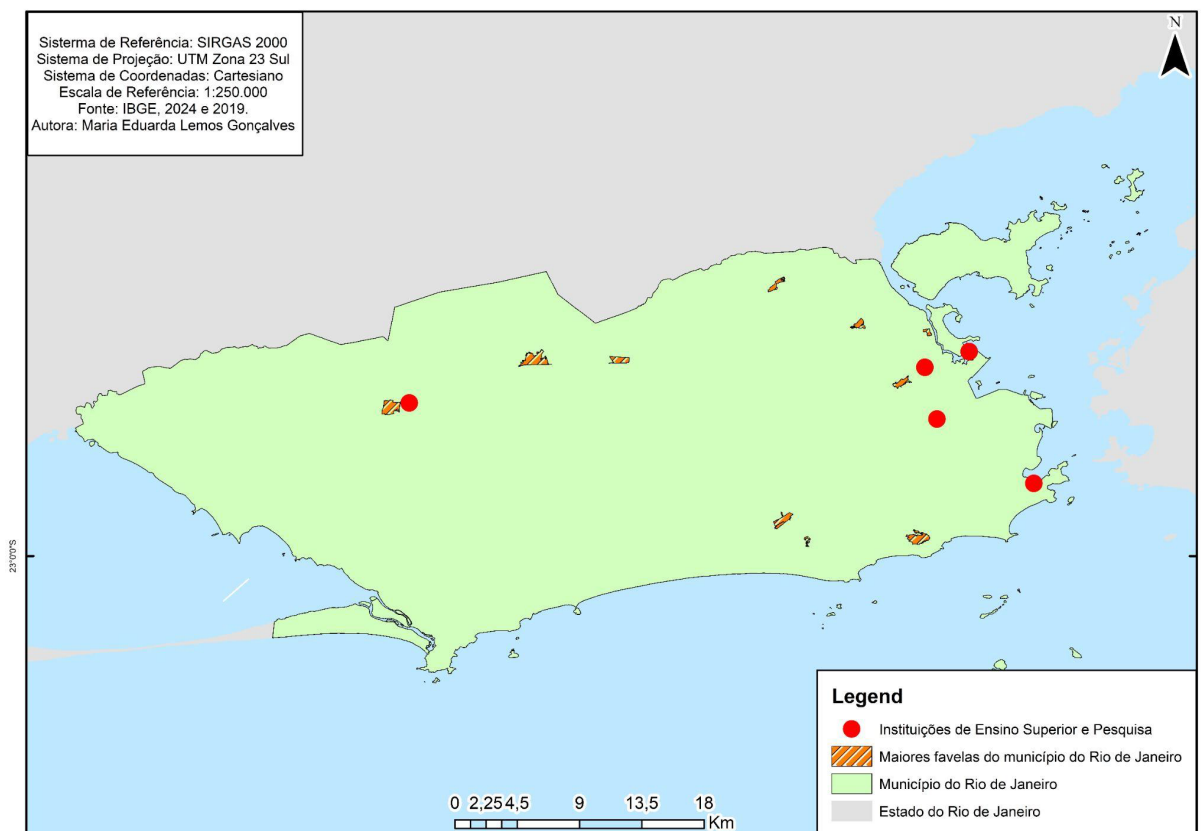 Sisterma de Referência: SIRGAS 2000
Sistema de Projeção: UTM Zona 23 Sul
Sistema de Coordenadas: Cartesiano
Escala de Referência: 1:250.000
Fonte: IBGE, 2024 e 2019.
Autora: Maria Eduarda Lemos Gonçalves
N
23°0'0"S
Legend
Instituições de Ensino Superior e Pesquisa
Maiores favelas do município do Rio de Janeiro
Município do Rio de Janeiro
Estado do Rio de Janeiro
0 2,25 4,5 9 13,5 18
Km